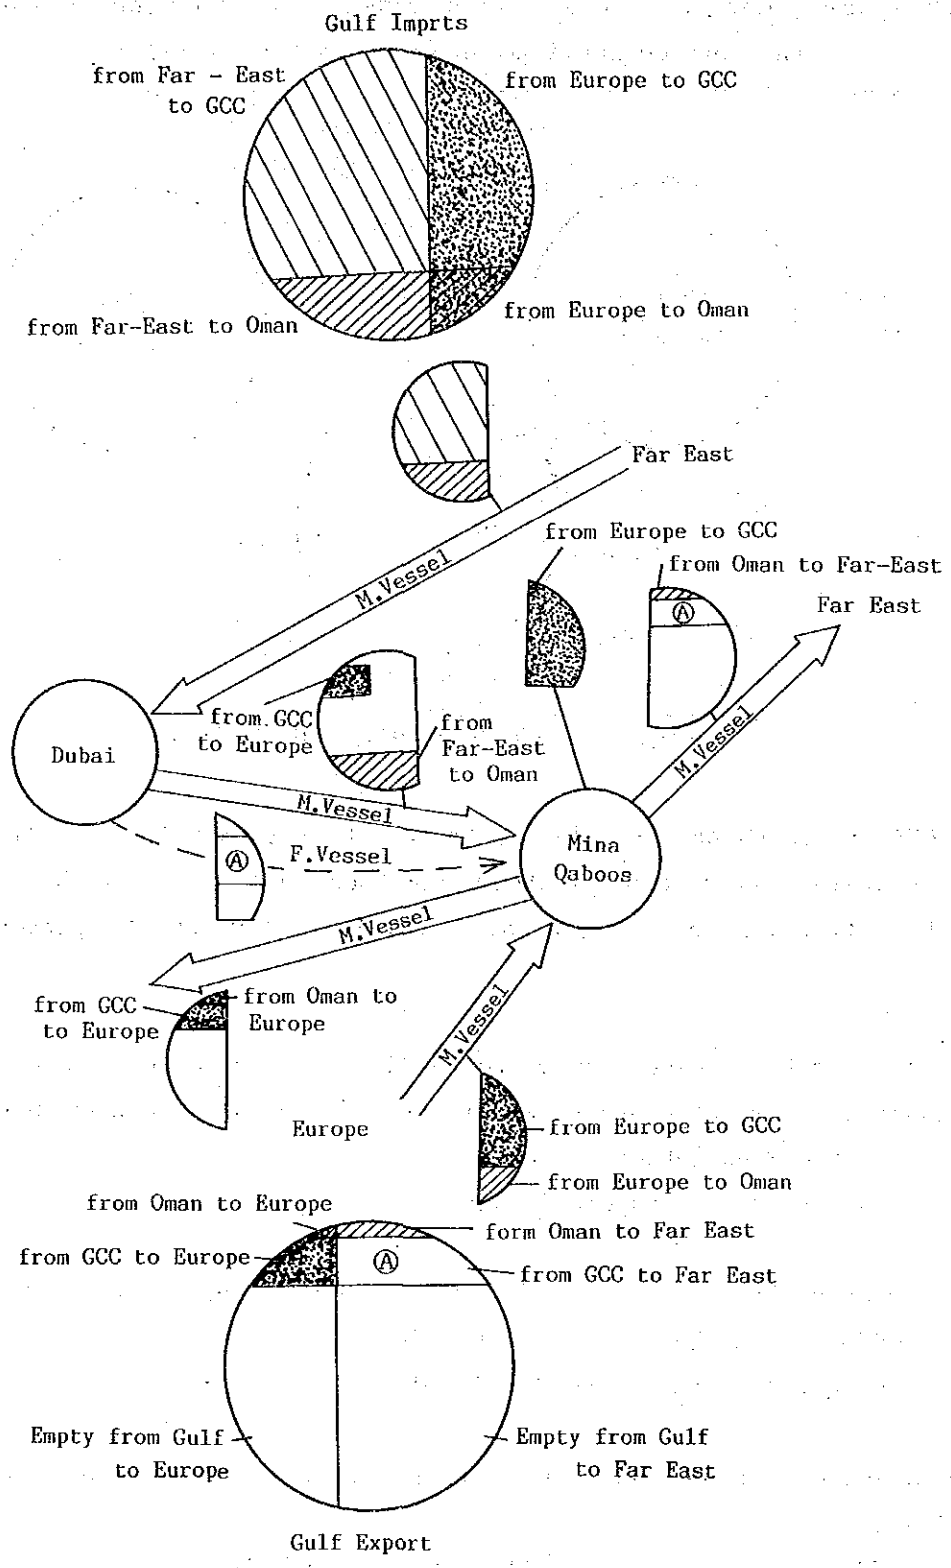 Gulf Imprts
from Far - East
to GCC
from Europe to GCC
from Far-East to Oman
from Europe to Oman
Far East
M.Vessel
from Europe to GCC
from Oman to Far-East
Far East
A
M.Vessel
from GCC
to Europe
from
Far-East
to Oman
Dubai
M.Vessel
A
F.Vessel
Mina
Qaboos
M.Vessel
from GCC
to Europe
from Oman to
Europe
M.Vessel
Europe
from Europe to GCC
from Europe to Oman
from Oman to Europe
form Oman to Far East
from GCC to Europe
A
from GCC to Far East
Empty from Gulf
to Europe
Empty from Gulf
to Far East
Gulf Export